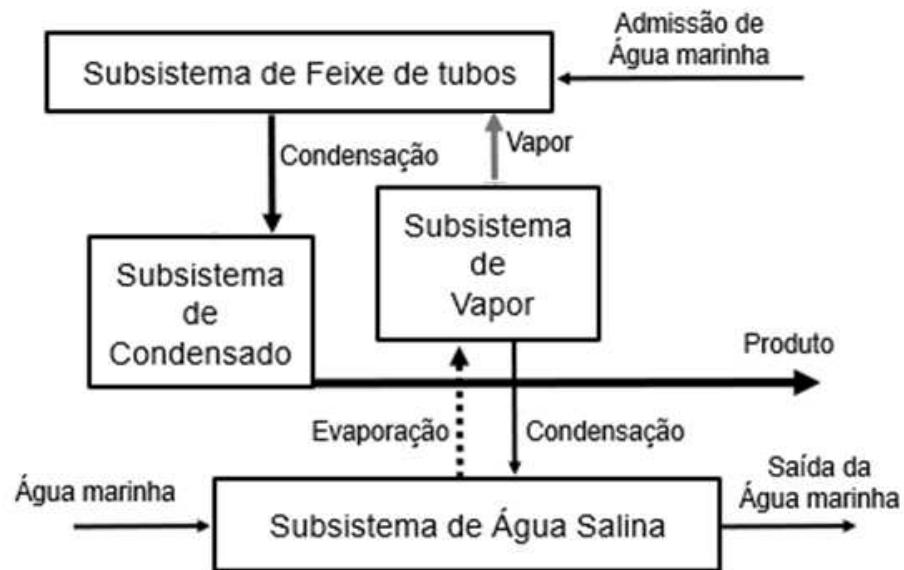 Admissão de
Água marinha
Subsistema de Feixe de tubos
Condensação
Vapor
Subsistema
de
Vapor
Subsistema
de
Condensado
Produto
Evaporação
Condensação
Água marinha
Subsistema de Água Salina
Saída da
Água marinha